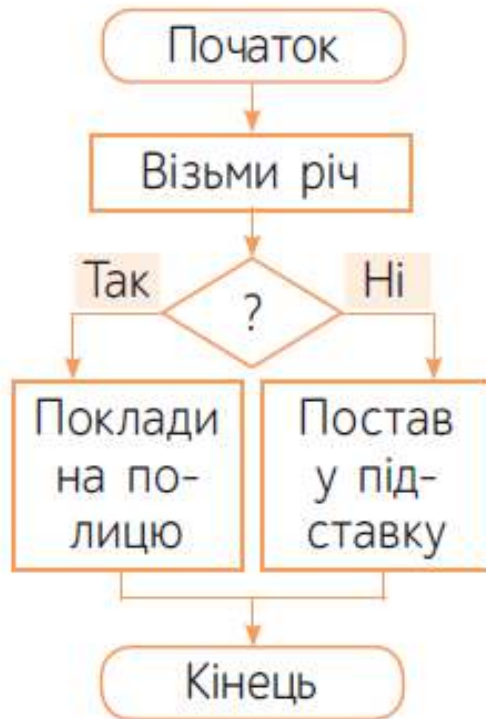 Початок
Візьми річ
Так
Ні
?
Поклади
на по-
лицю
Постав
у під-
ставку
Кінець